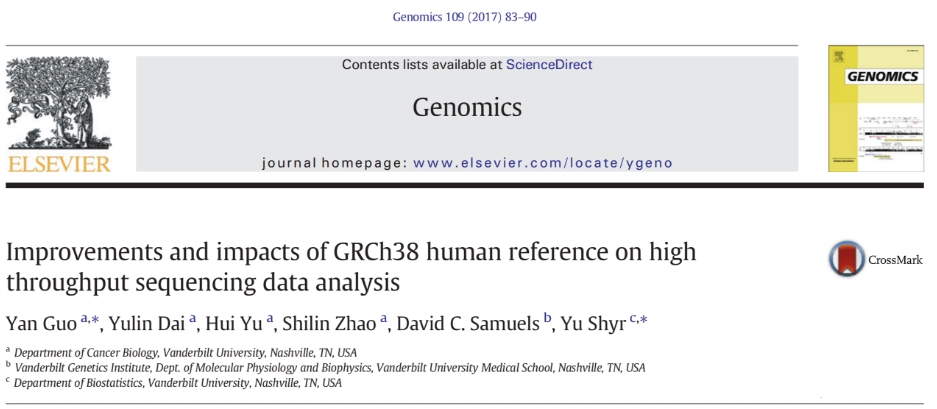 Genomics 109 (2017) 83–90
Contents lists available at ScienceDirect
Genomics
journal homepage: www.elsevier.com/locate/ygeno
ELSEVIER
GENOMICS
Improvements and impacts of GRCh38 human reference on high
throughput sequencing data analysis
CrossMark
Yan Guo a,*, Yulin Dai a, Hui Yu a, Shilin Zhao a, David C. Samuels b, Yu Shyr c,*
a Department of Cancer Biology, Vanderbilt University, Nashville, TN, USA
b Vanderbilt Genetics Institute, Dept. of Molecular Physiology and Biophysics, Vanderbilt University Medical School, Nashville, TN, USA
c Department of Biostatistics, Vanderbilt University, Nashville, TN, USA